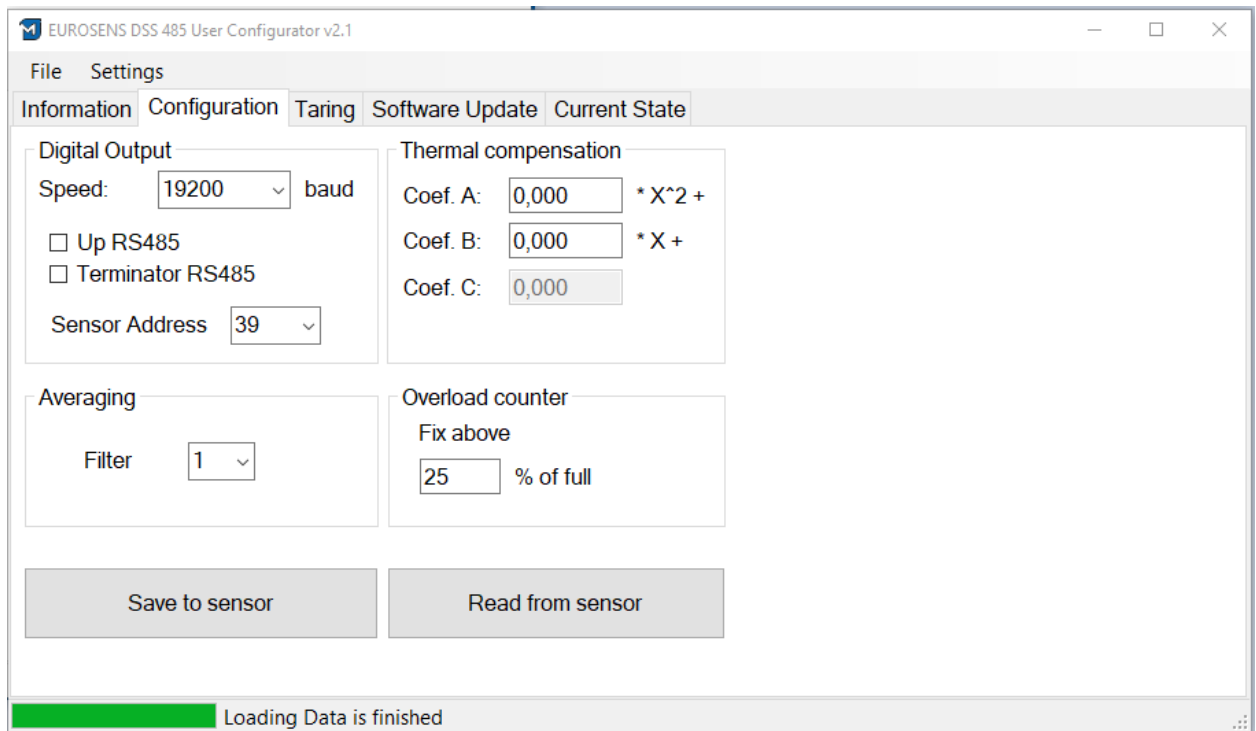 EUROSENS DSS 485 User Configurator v2.1
File Settings
Information Configuration Taring Software Update Current State
Digital Output
Speed: 19200 baud
Up RS485
Terminator RS485
Sensor Address 39
Thermal compensation
Coef. A: 0,000 * X^2 +
Coef. B: 0,000 * X +
Coef. C: 0,000
Averaging
Filter 1
Overload counter
Fix above
25 % of full
Save to sensor
Read from sensor
Loading Data is finished